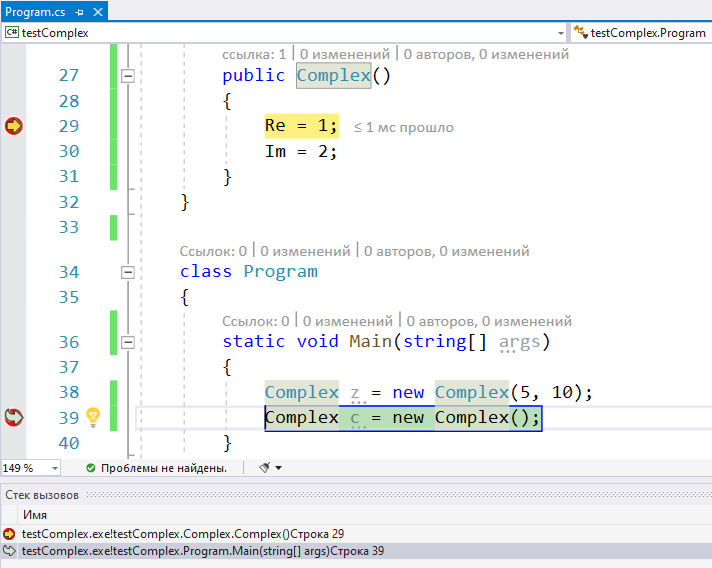 Program.cs
testComplex
testComplex.Program
ссылка: 1 | 0 изменений | 0 авторов, 0 изменений
27 public Complex()
28 {
29 Re = 1; ≤ 1 мс прошло
30 Im = 2;
31 }
32 }
33
Ссылок: 0 | 0 изменений | 0 авторов, 0 изменений
34 class Program
35 {
Ссылок: 0 | 0 изменений | 0 авторов, 0 изменений
36 static void Main(string[] args)
37 {
38 Complex z = new Complex(5, 10);
39 Complex c = new Complex();
40 }
149 % Проблемы не найдены.
Стек вызовов
Имя
testComplex.exe!testComplex.Complex.Complex()Строка 29
testComplex.exe!testComplex.Program.Main(string[] args)Строка 39